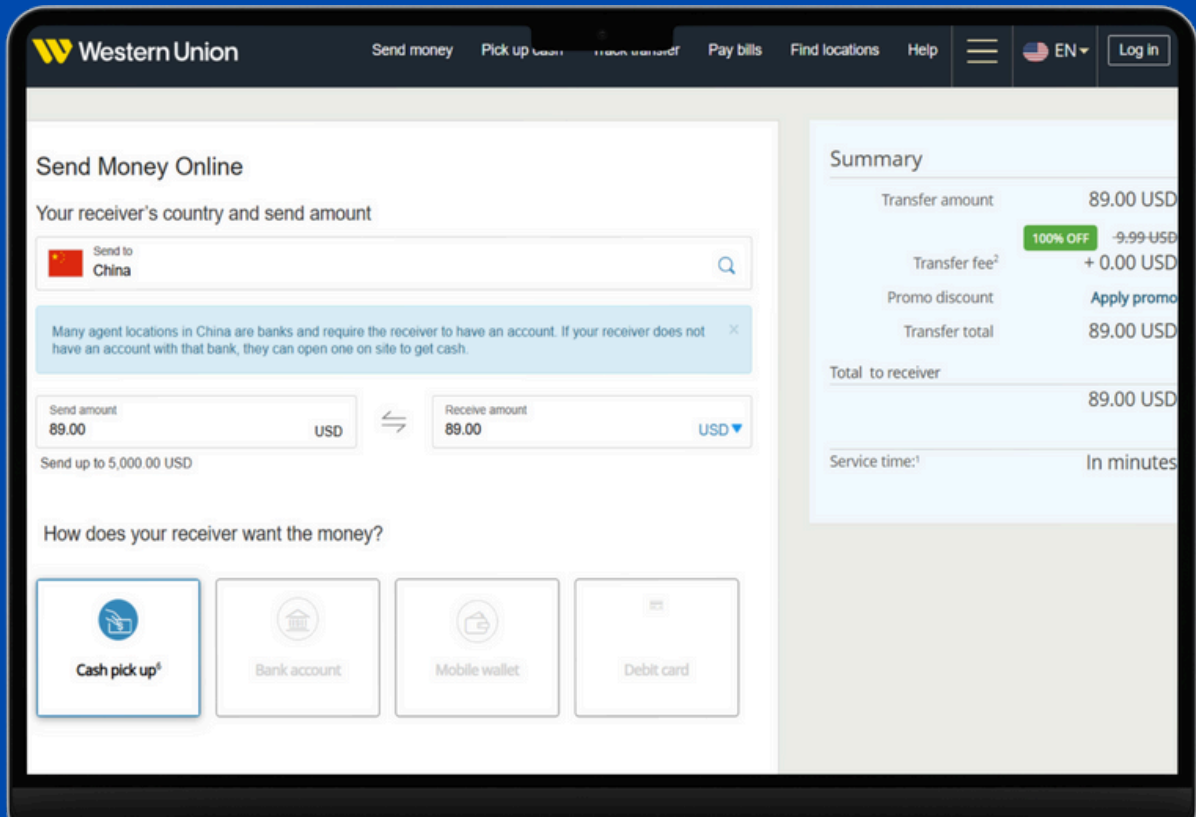 Western Union
Send money Pick up cash Track transfer Pay bills Find locations Help EN Log in
Send Money Online
Your receiver's country and send amount
Send to
China
Many agent locations in China are banks and require the receiver to have an account. If your receiver does not
have an account with that bank, they can open one on site to get cash.
Send amount
89.00 USD
Receive amount
89.00 USD
Send up to 5,000.00 USD
How does your receiver want the money?
Cash pick up⁶
Bank account
Mobile wallet
Debit card
Summary
Transfer amount 89.00 USD
100% OFF 9.99 USD
Transfer fee² + 0.00 USD
Promo discount Apply promo
Transfer total 89.00 USD
Total to receiver
89.00 USD
Service time:¹ In minutes